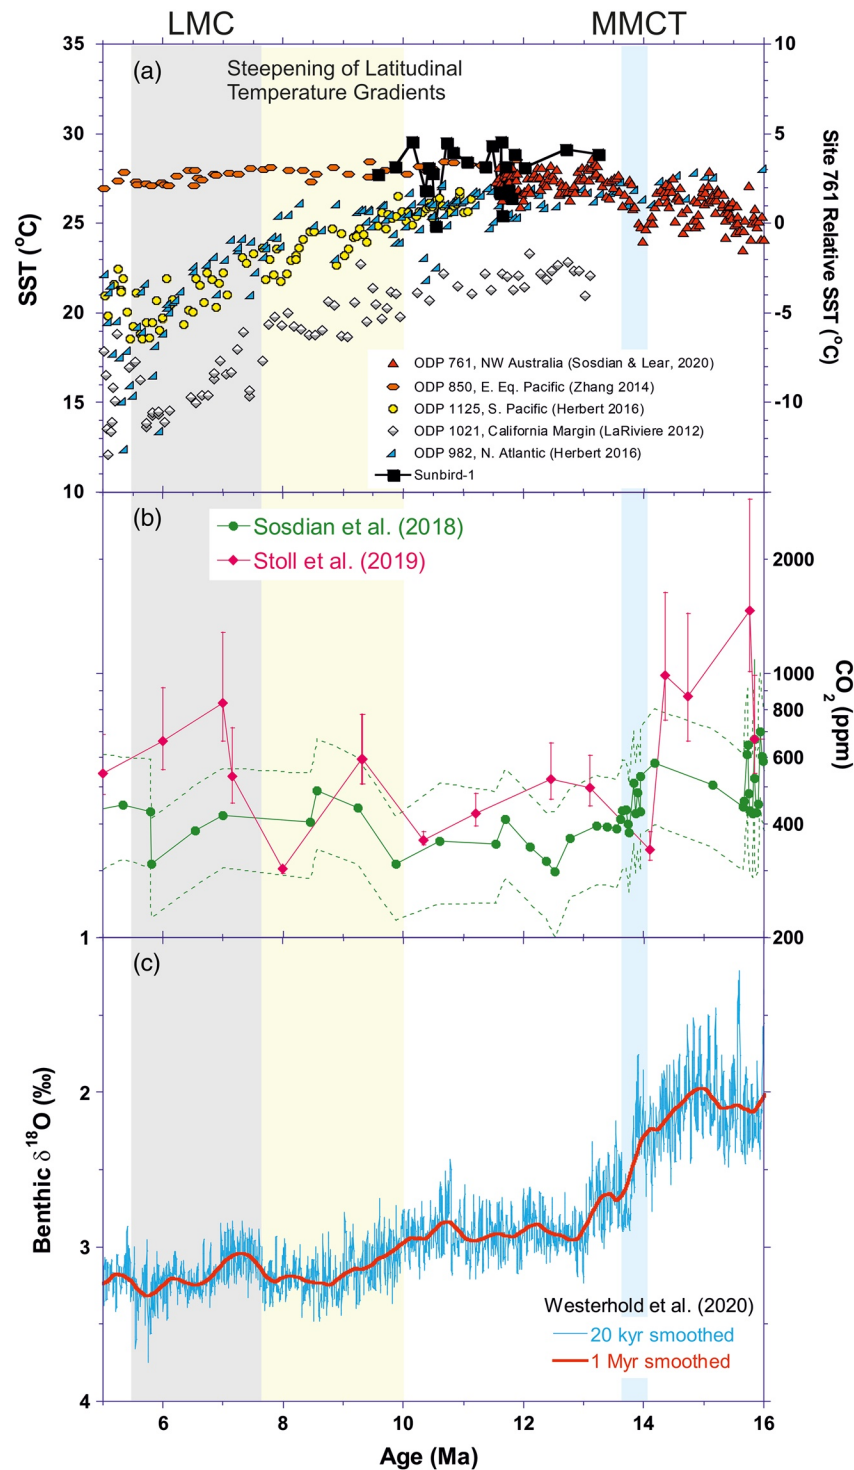 LMC
MMCT
35
30
25
20
15
10
SST (°C)
10
5
0
-5
-10
Site 761 Relative SST (°C)
(a)
Steepening of Latitudinal
Temperature Gradients
ODP 761, NW Australia (Sosdian & Lear, 2020)
ODP 850, E. Eq. Pacific (Zhang 2014)
ODP 1125, S. Pacific (Herbert 2016)
ODP 1021, California Margin (LaRiviere 2012)
ODP 982, N. Atlantic (Herbert 2016)
Sunbird-1
(b)
Sosdian et al. (2018)
Stoll et al. (2019)
2000
1000
800
600
400
200
CO2 (ppm)
(c)
1
2
3
4
Benthic δ18O (‰)
Westerhold et al. (2020)
20 kyr smoothed
1 Myr smoothed
6
8
10
12
14
16
Age (Ma)